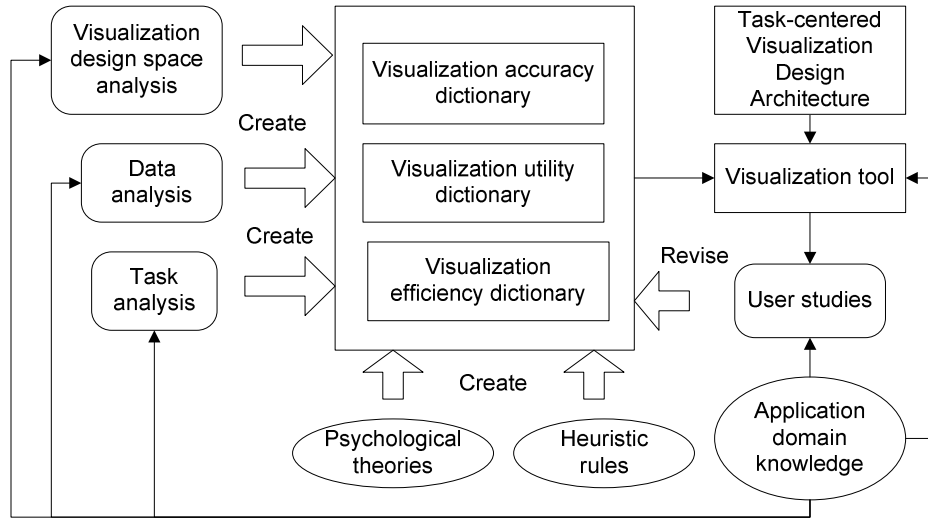 Visualization
design space
analysis
Create
Data
analysis
Create
Task
analysis
Visualization accuracy
dictionary
Visualization utility
dictionary
Visualization
efficiency dictionary
Create
Psychological
theories
Heuristic
rules
Task-centered
Visualization
Design
Architecture
Visualization tool
Revise
User studies
Application
domain
knowledge